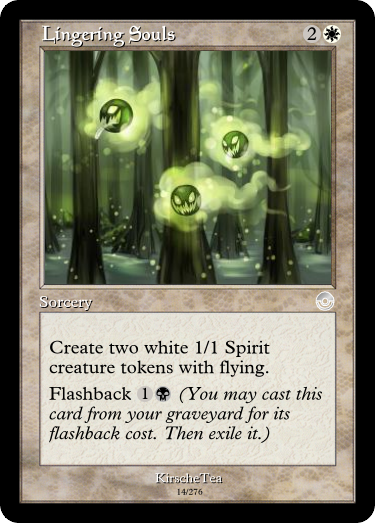 Lingering Souls 2
Sorcery
Create two white 1/1 Spirit
creature tokens with flying.
Flashback 1 (You may cast this
card from your graveyard for its
flashback cost. Then exile it.)
KirscheTea
14/276